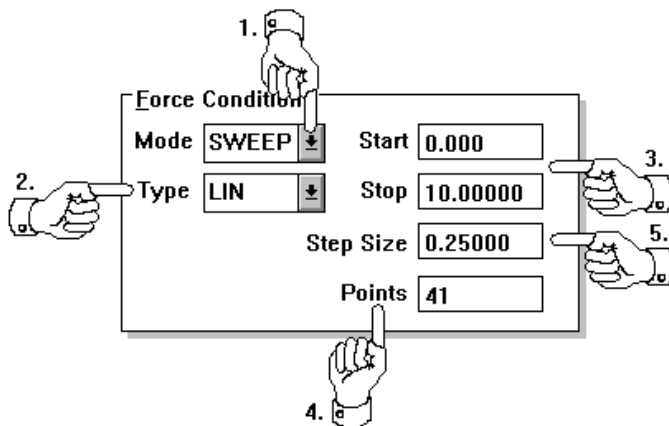 1.
Force Condition
Mode SWEEP Start 0.000
2. Type LIN Stop 10.00000 3.
Step Size 0.25000 5.
Points 41
4.